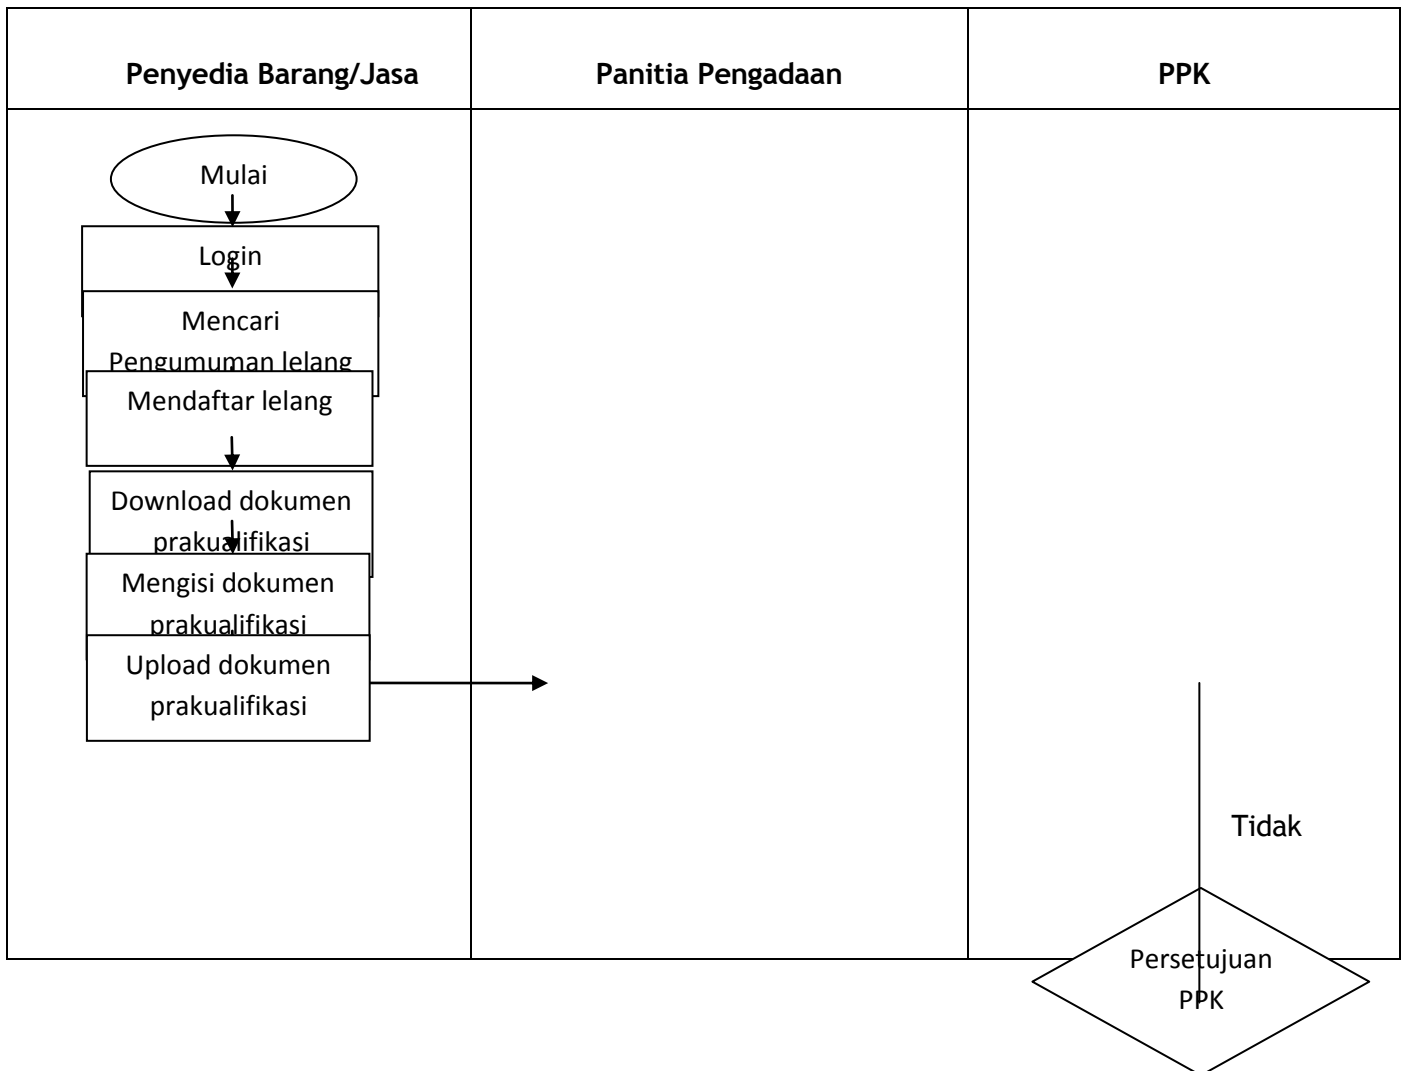 Penyedia Barang/Jasa
Panitia Pengadaan
PPK
Mulai
Login
Mencari
Pengumuman lelang
Mendaftar lelang
Download dokumen
prakualifikasi
Mengisi dokumen
prakualifikasi
Upload dokumen
prakualifikasi
Tidak
Persetujuan
PPK